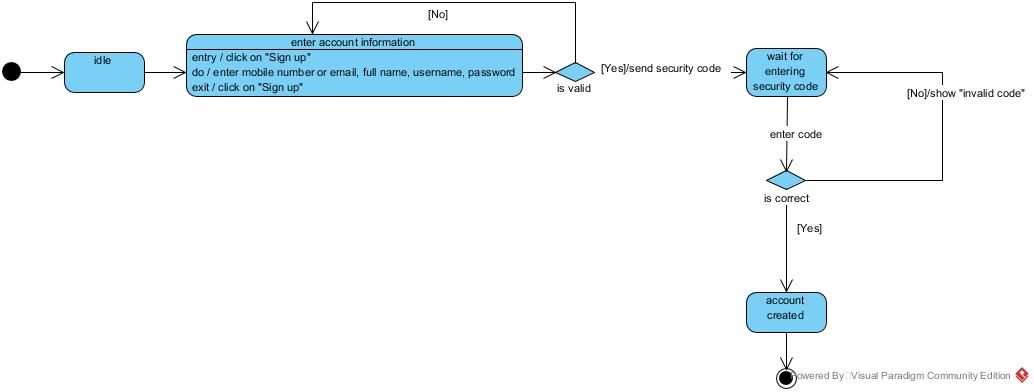 [No]
idle
enter account information
entry / click on "Sign up"
do / enter mobile number or email, full name, username, password
exit / click on "Sign up"
is valid
[Yes]/send security code
wait for
entering
security code
[No]/show "invalid code"
enter code
is correct
[Yes]
account
created
Powered By Visual Paradigm Community Edition